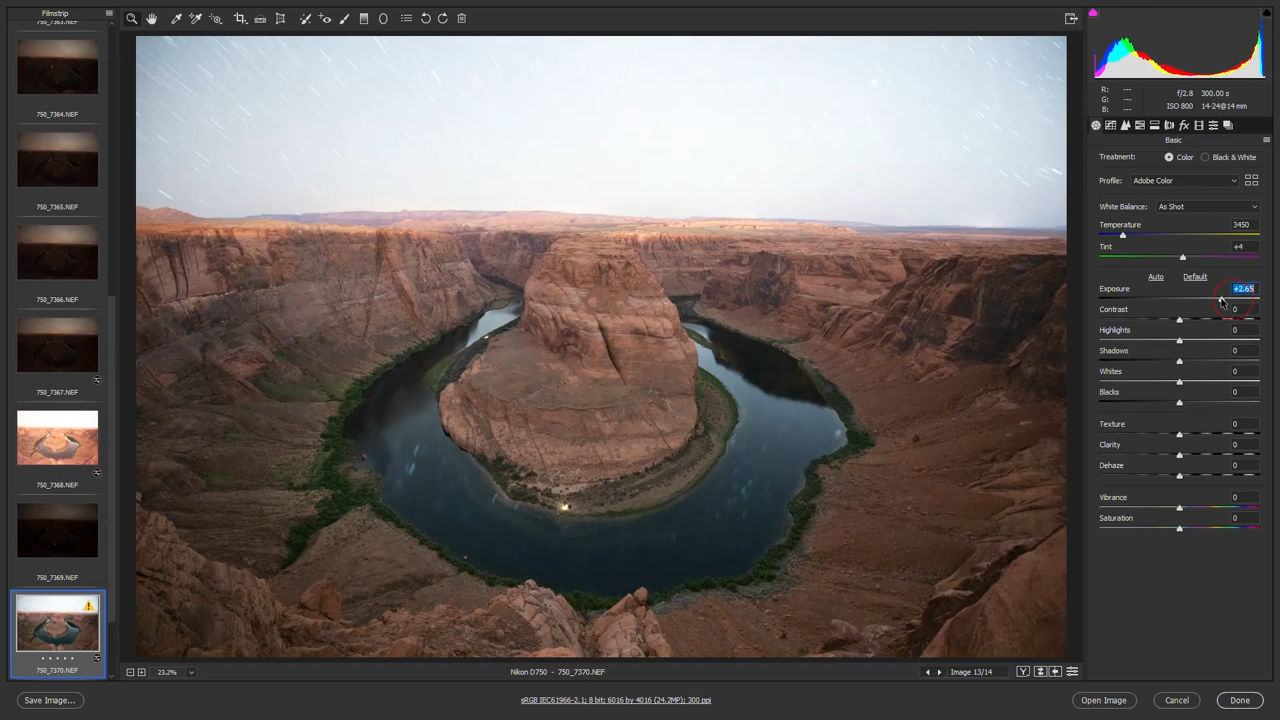 Filmstrip
750_7363.NEF
750_7364.NEF
750_7365.NEF
750_7366.NEF
750_7367.NEF
750_7368.NEF
750_7369.NEF
750_7370.NEF
R: ---
G: ---
B: ---
f/2.8 300.00 s
ISO 800 14-24@14 mm
Basic
Treatment: Color Black & White
Profile: Adobe Color
White Balance: As Shot
Temperature 3450
Tint +4
Auto Default
Exposure +2.65
Contrast 0
Highlights 0
Shadows 0
Whites 0
Blacks 0
Texture 0
Clarity 0
Dehaze 0
Vibrance 0
Saturation 0
23.2% Nikon D750 - 750_7370.NEF Image 13/14 Y
Save Image... sRGB IEC61966-2.1; 8 bit; 6016 by 4016 (24.2MP); 300 ppi Open Image Cancel Done